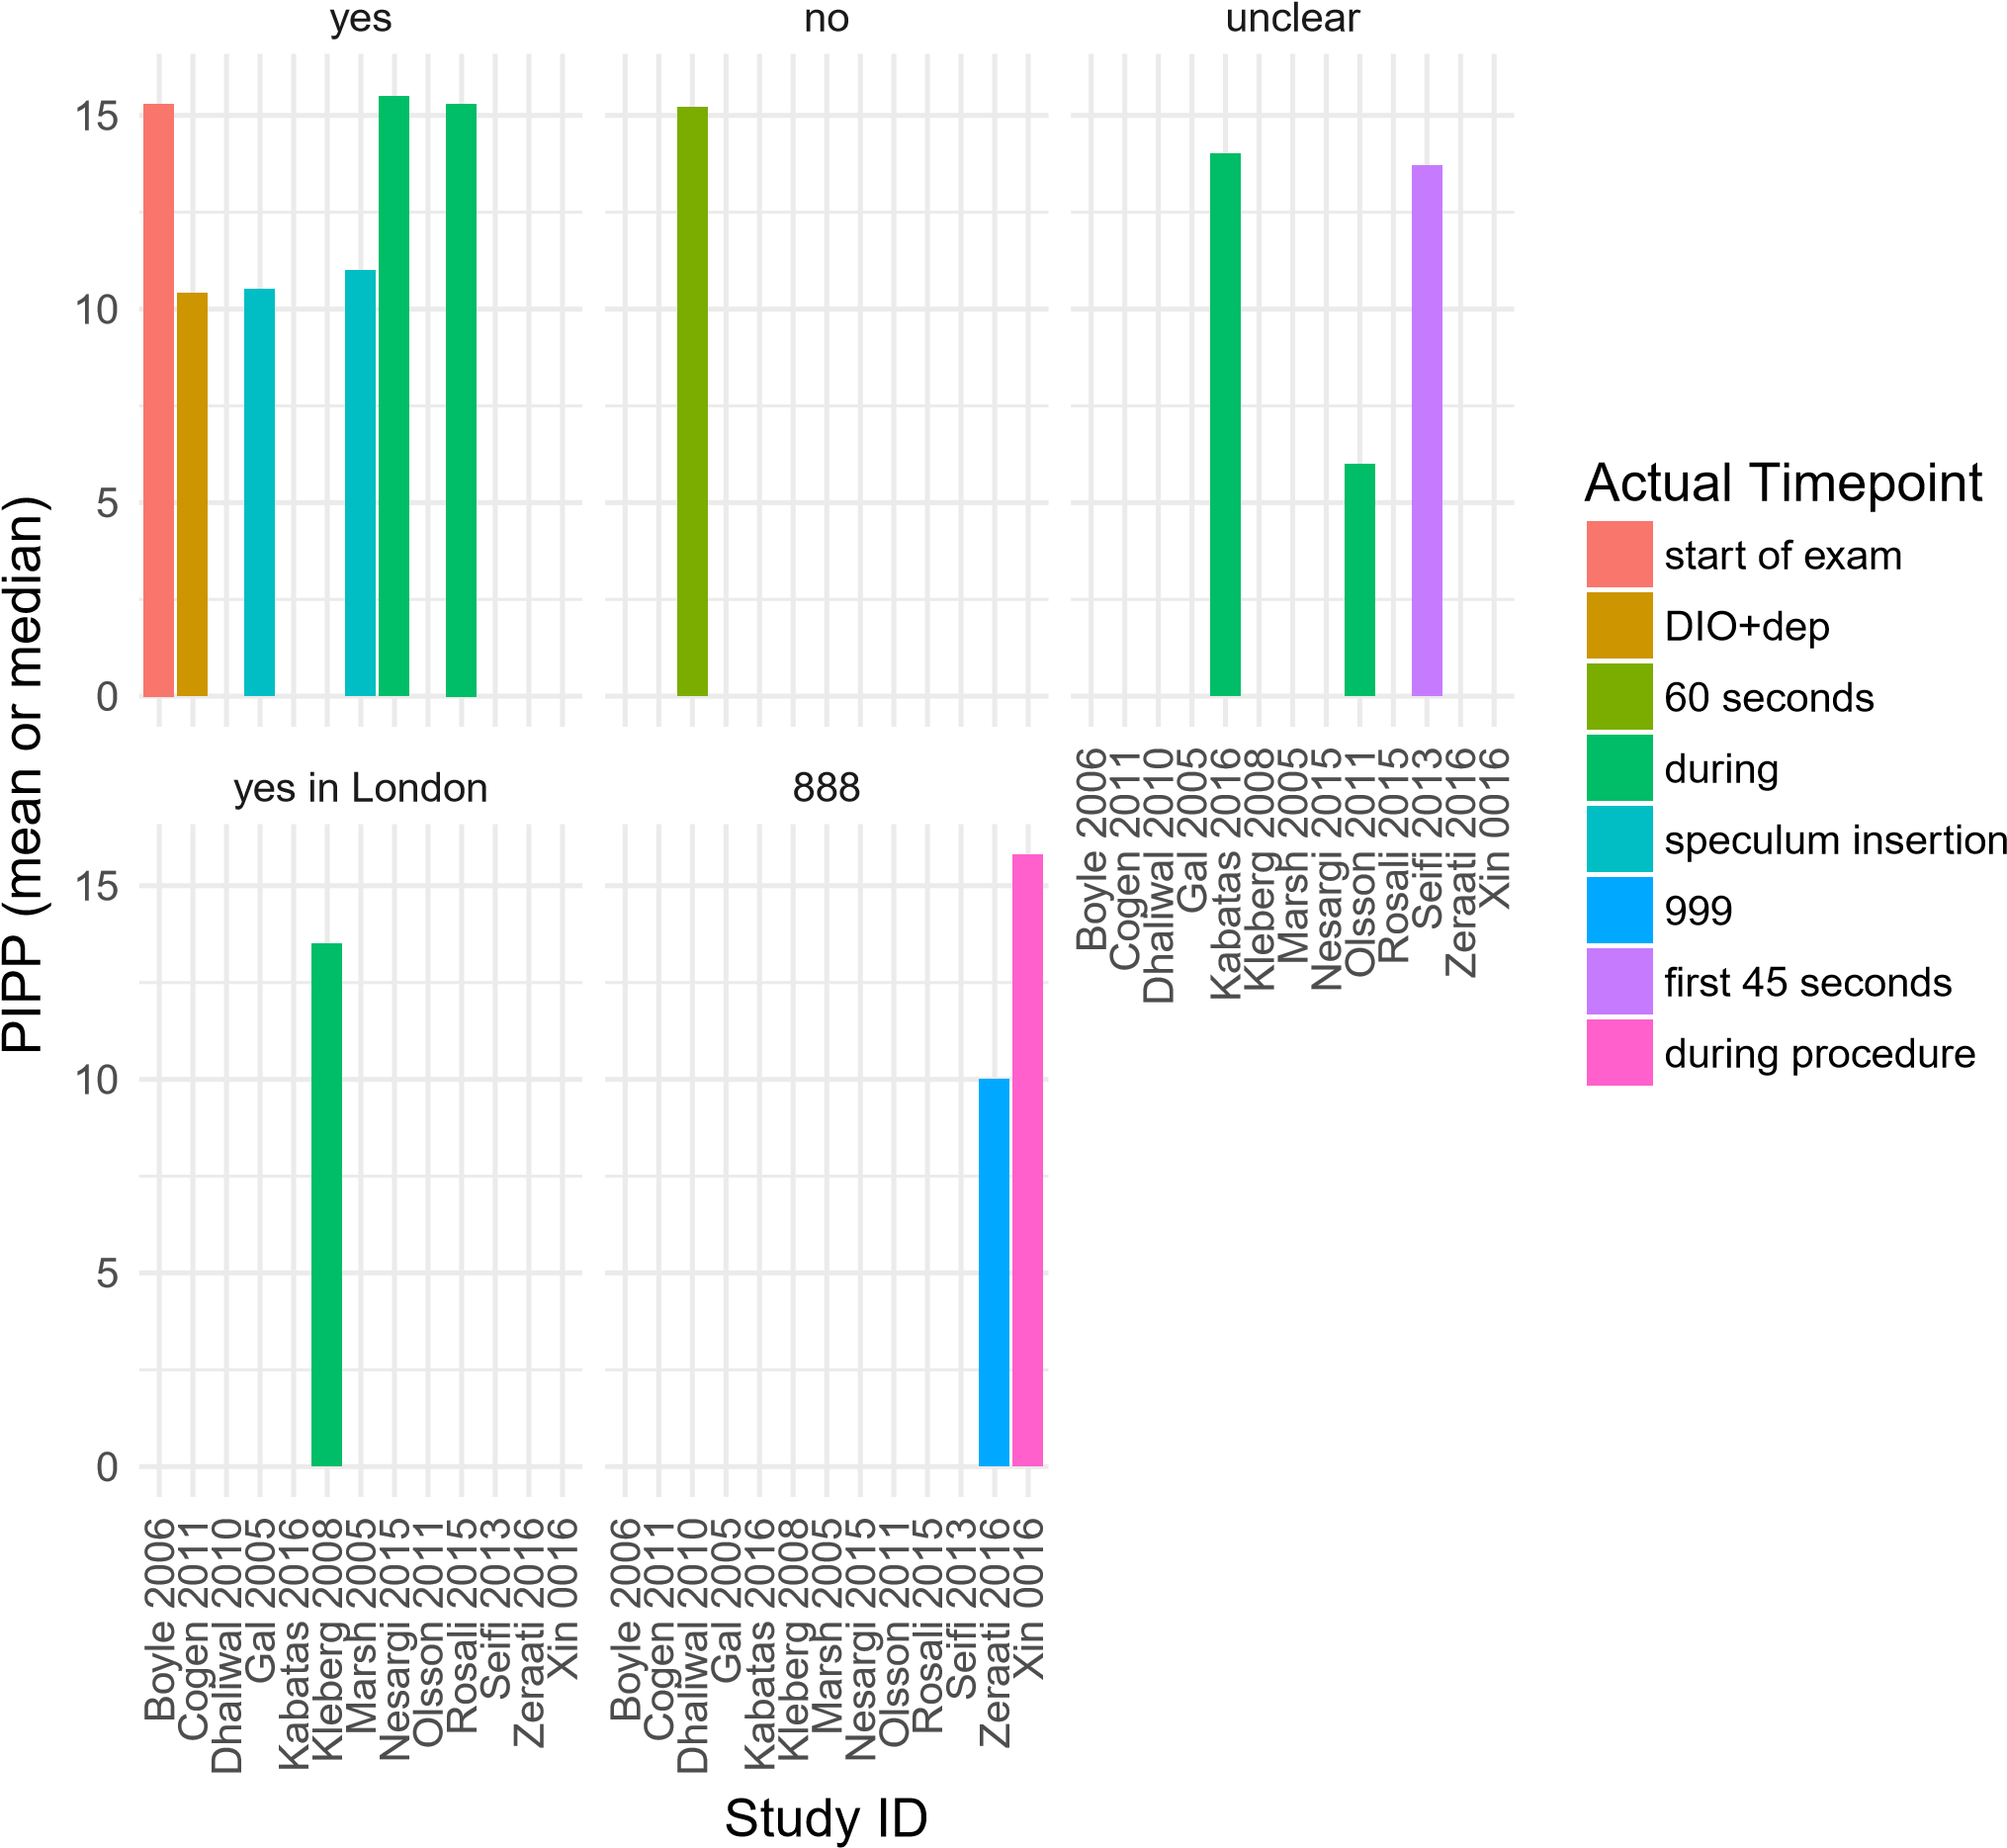 yes
no
unclear
15
10
5
0
Boyle 2006
Cogen 2011
Dhaliwal 2010
Gal 2005
Kabatas 2016
Kleberg 2008
Marsh 2005
Nesargi 2015
Olsson 2011
Rosali 2015
Seifi 2013
Zeraati 2016
Xin 0016
yes in London
888
15
10
5
0
Boyle 2006
Cogen 2011
Dhaliwal 2010
Gal 2005
Kabatas 2016
Kleberg 2008
Marsh 2005
Nesargi 2015
Olsson 2011
Rosali 2015
Seifi 2013
Zeraati 2016
Xin 0016
Boyle 2006
Cogen 2011
Dhaliwal 2010
Gal 2005
Kabatas 2016
Kleberg 2008
Marsh 2005
Nesargi 2015
Olsson 2011
Rosali 2015
Seifi 2013
Zeraati 2016
Xin 0016
Study ID
PIPP (mean or median)
Actual Timepoint
start of exam
DIO+dep
60 seconds
during
speculum insertion
999
first 45 seconds
during procedure